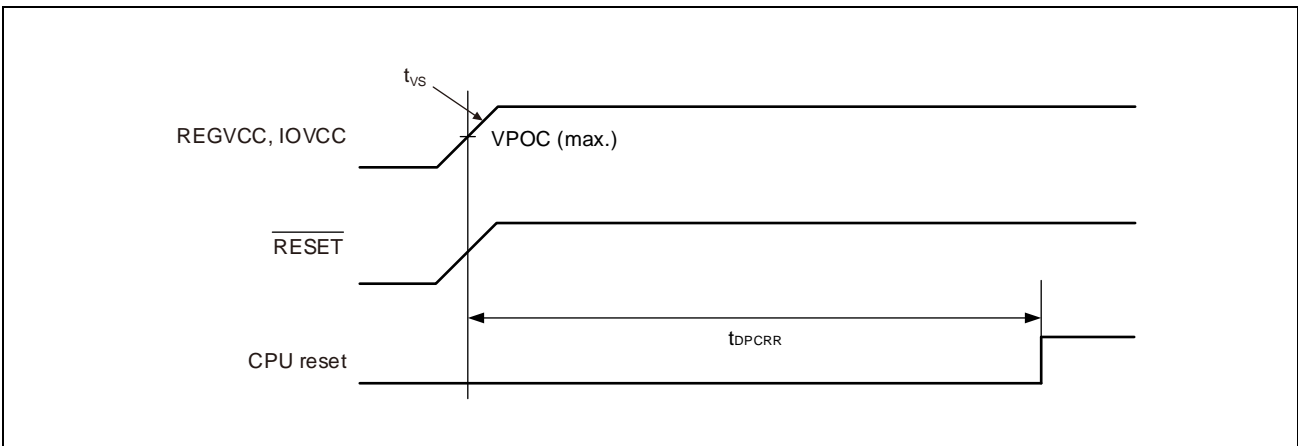 tVS
REGVCC, IOVCC
VPOC (max.)
RESET
tDPCRR
CPU reset